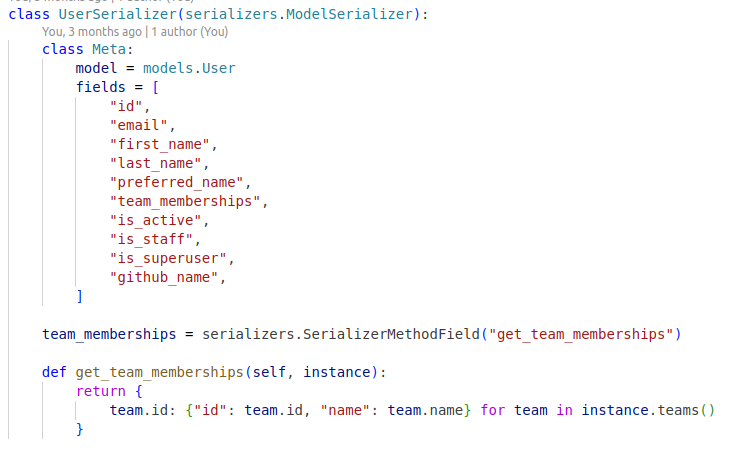 class UserSerializer(serializers.ModelSerializer):
You, 3 months ago | 1 author (You)
    class Meta:
        model = models.User
        fields = [
            "id",
            "email",
            "first_name",
            "last_name",
            "preferred_name",
            "team_memberships",
            "is_active",
            "is_staff",
            "is_superuser",
            "github_name",
        ]
    team_memberships = serializers.SerializerMethodField("get_team_memberships")
    def get_team_memberships(self, instance):
        return {
            team.id: {"id": team.id, "name": team.name} for team in instance.teams()
        }